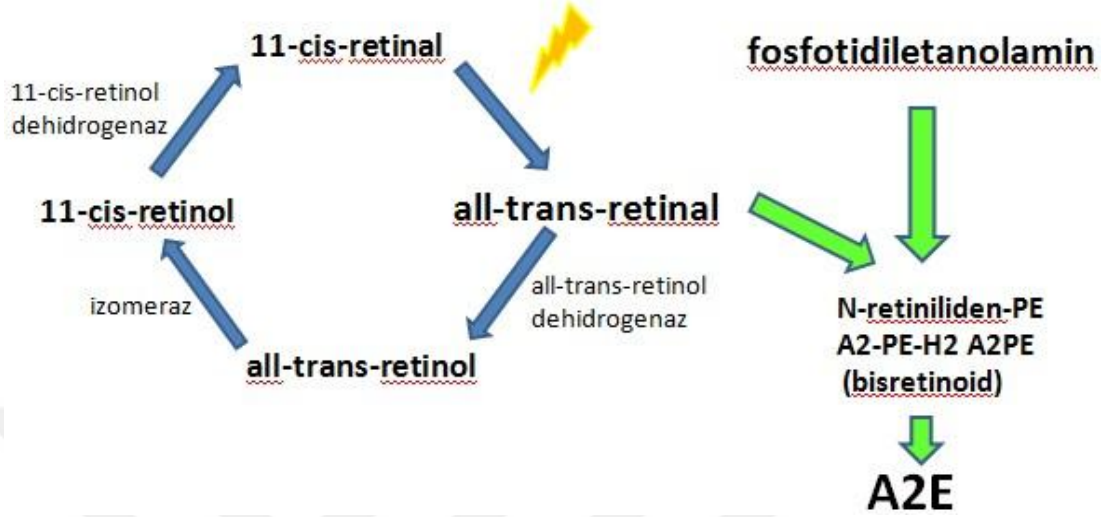 11-cis-retinal
fosfotidiletanolamin
11-cis-retinol
dehidrogenaz
11-cis-retinol
all-trans-retinal
all-trans-retinol
dehidrogenaz
izomeraz
all-trans-retinol
N-retiniliden-PE
A2-PE-H2 A2PE
(bisretinoid)
A2E